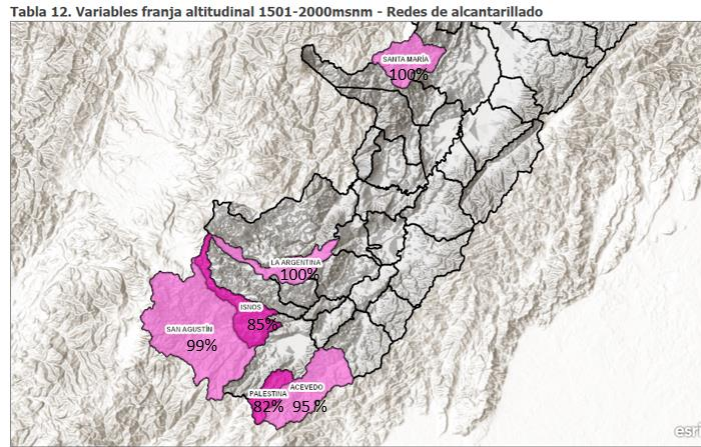 Tabla 12. Variables franja altitudinal 1501-2000msnm - Redes de alcantarillado
SANTA MARÍA
100%
LA ARGENTINA
100%
ISNOS
85%
SAN AGUSTÍN
99%
PALESTINA
82%
ACEVEDO
95%
esri